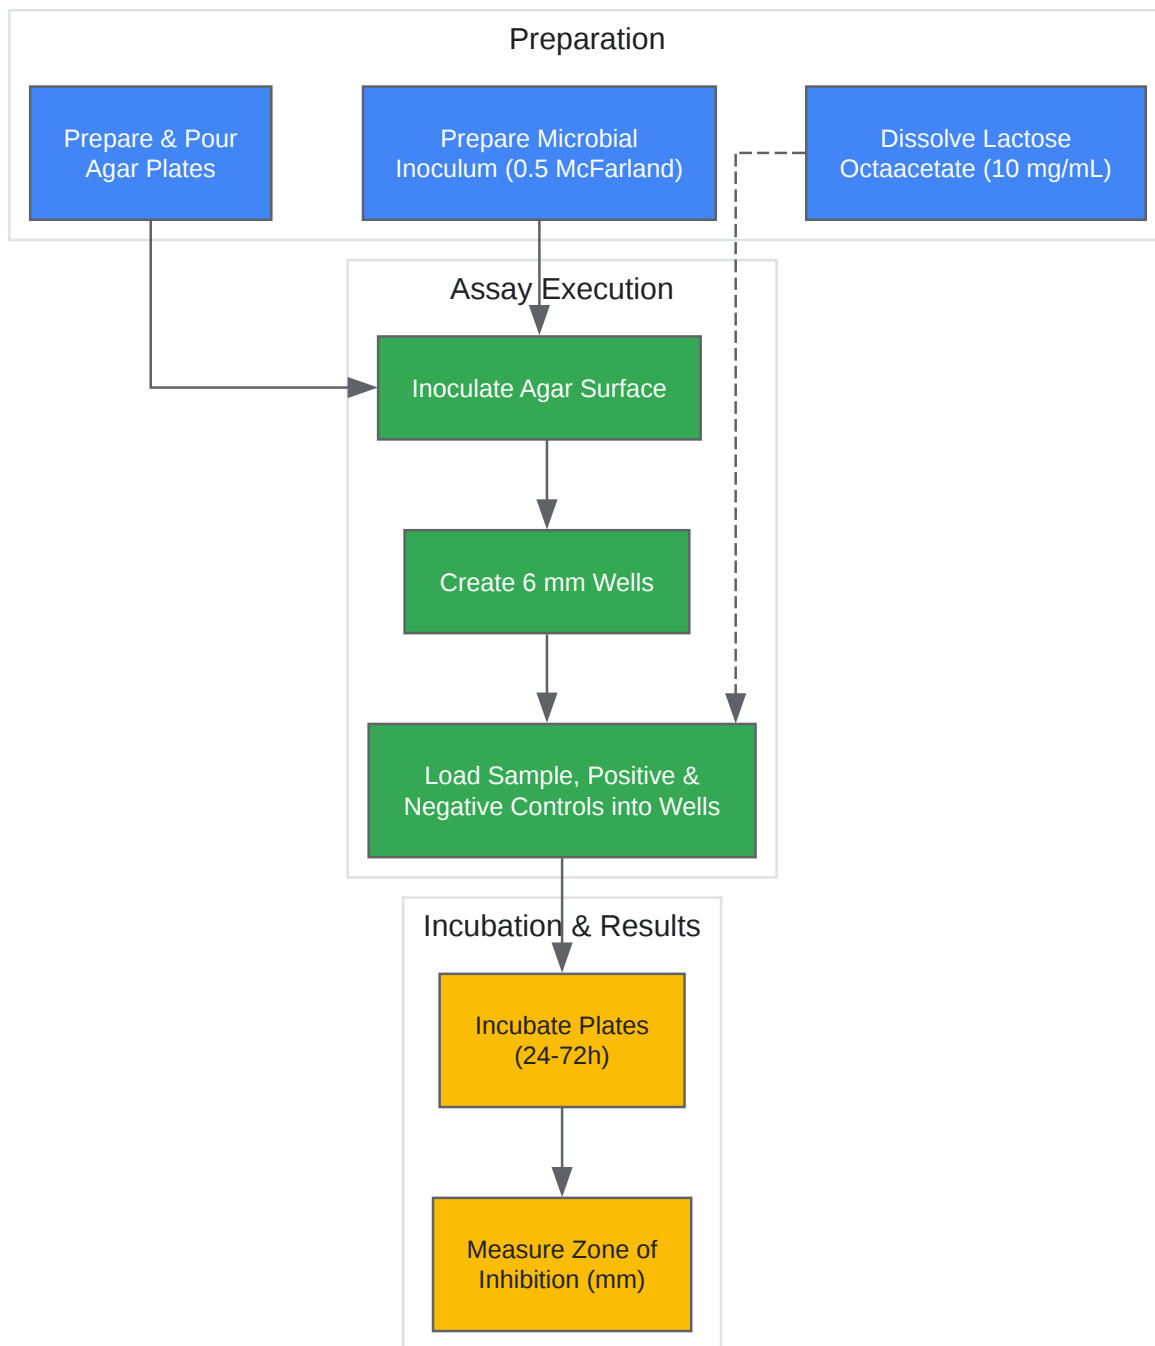 Preparation
Prepare & Pour
Agar Plates
Prepare Microbial
Inoculum (0.5 McFarland)
Dissolve Lactose
Octaacetate (10 mg/mL)
Assay Execution
Inoculate Agar Surface
Create 6 mm Wells
Load Sample, Positive &
Negative Controls into Wells
Incubation & Results
Incubate Plates
(24-72h)
Measure Zone of
Inhibition (mm)